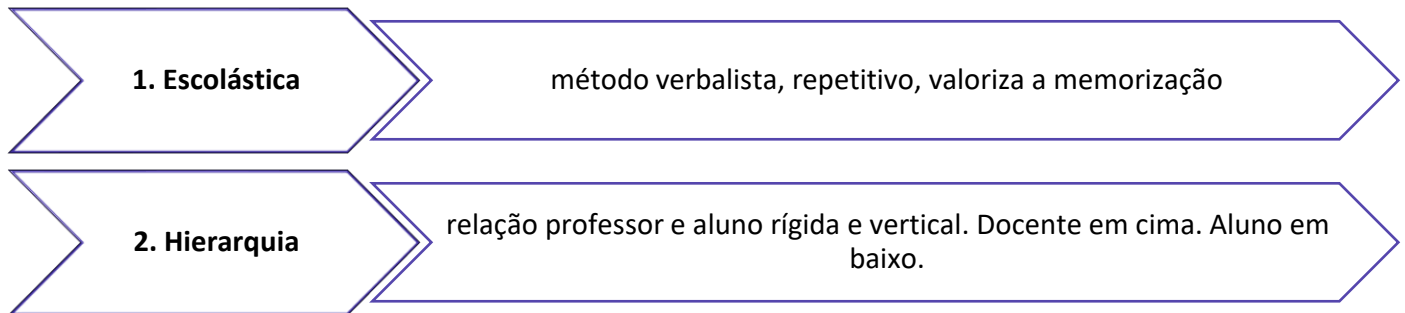 1. Escolástica
método verbalista, repetitivo, valoriza a memorização
2. Hierarquia
relação professor e aluno rígida e vertical. Docente em cima. Aluno em
baixo.